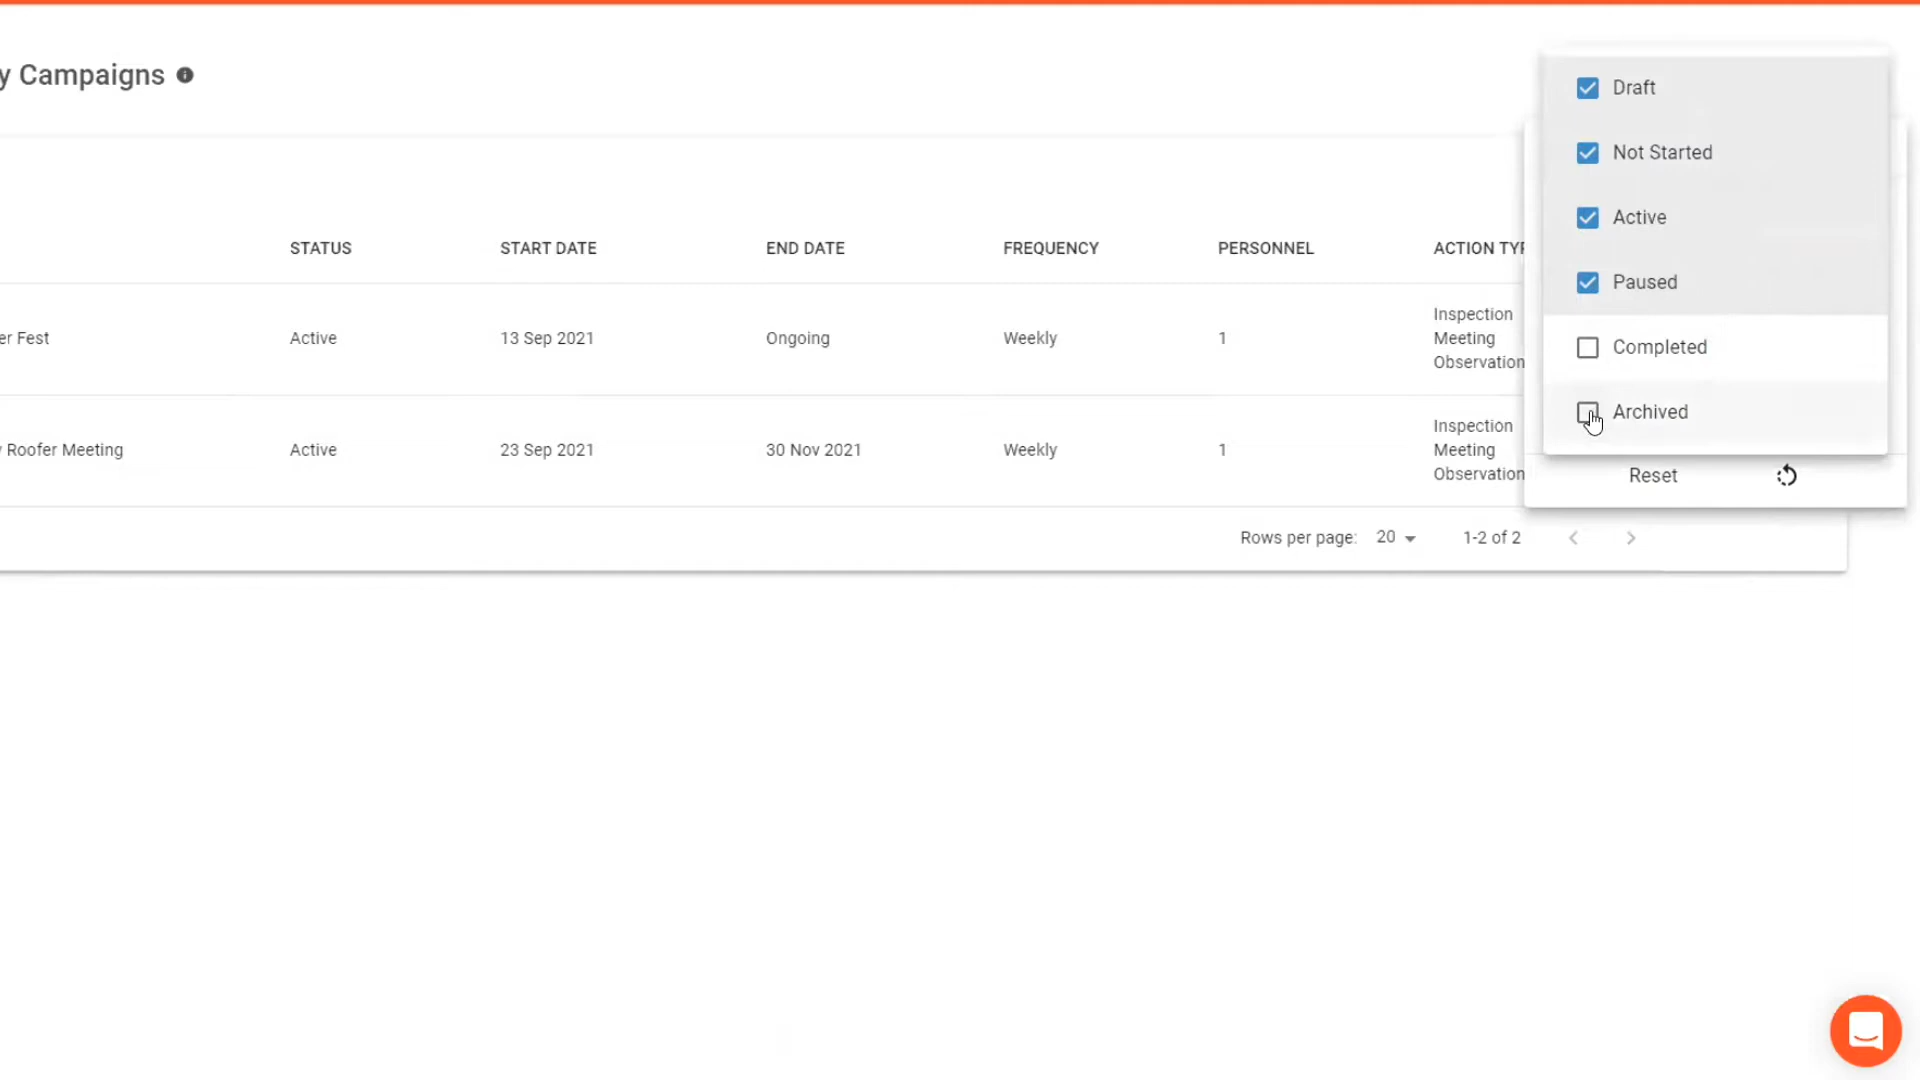 y Campaigns
Draft
Not Started
Active
Paused
Completed
Archived
Reset
STATUS START DATE END DATE FREQUENCY PERSONNEL ACTION TYP
er Fest Active 13 Sep 2021 Ongoing Weekly 1 Inspection
Meeting
Observation
Roofer Meeting Active 23 Sep 2021 30 Nov 2021 Weekly 1 Inspection
Meeting
Observation
Rows per page: 20 1-2 of 2